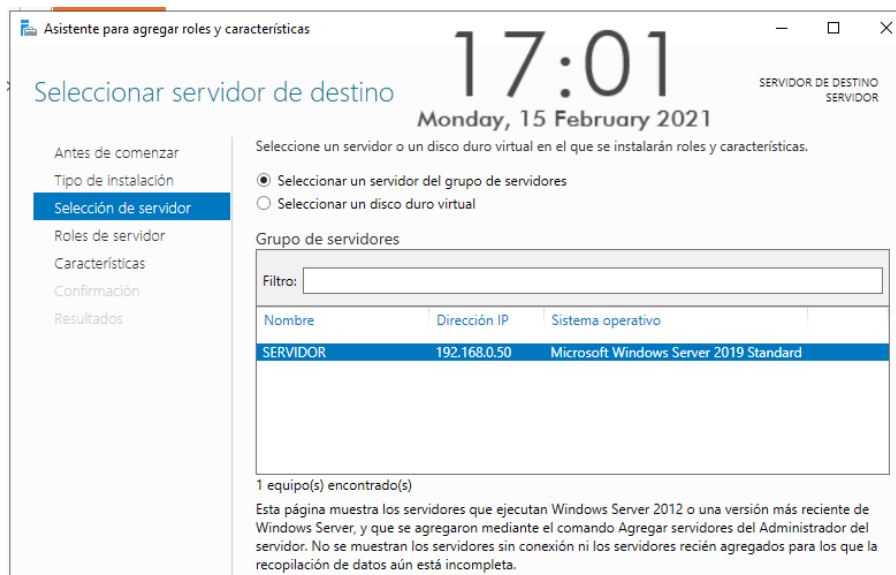 Asistente para agregar roles y características
17:01
Monday, 15 February 2021
Seleccionar servidor de destino
SERVIDOR DE DESTINO
SERVIDOR
Antes de comenzar
Tipo de instalación
Selección de servidor
Roles de servidor
Características
Confirmación
Resultados
Seleccione un servidor o un disco duro virtual en el que se instalarán roles y características.
Seleccionar un servidor del grupo de servidores
Seleccionar un disco duro virtual
Grupo de servidores
Filtro:
Nombre Dirección IP Sistema operativo
SERVIDOR 192.168.0.50 Microsoft Windows Server 2019 Standard
1 equipo(s) encontrado(s)
Esta página muestra los servidores que ejecutan Windows Server 2012 o una versión más reciente de
Windows Server, y que se agregaron mediante el comando Agregar servidores del Administrador del
servidor. No se muestran los servidores sin conexión ni los servidores recién agregados para los que la
recopilación de datos aún está incompleta.